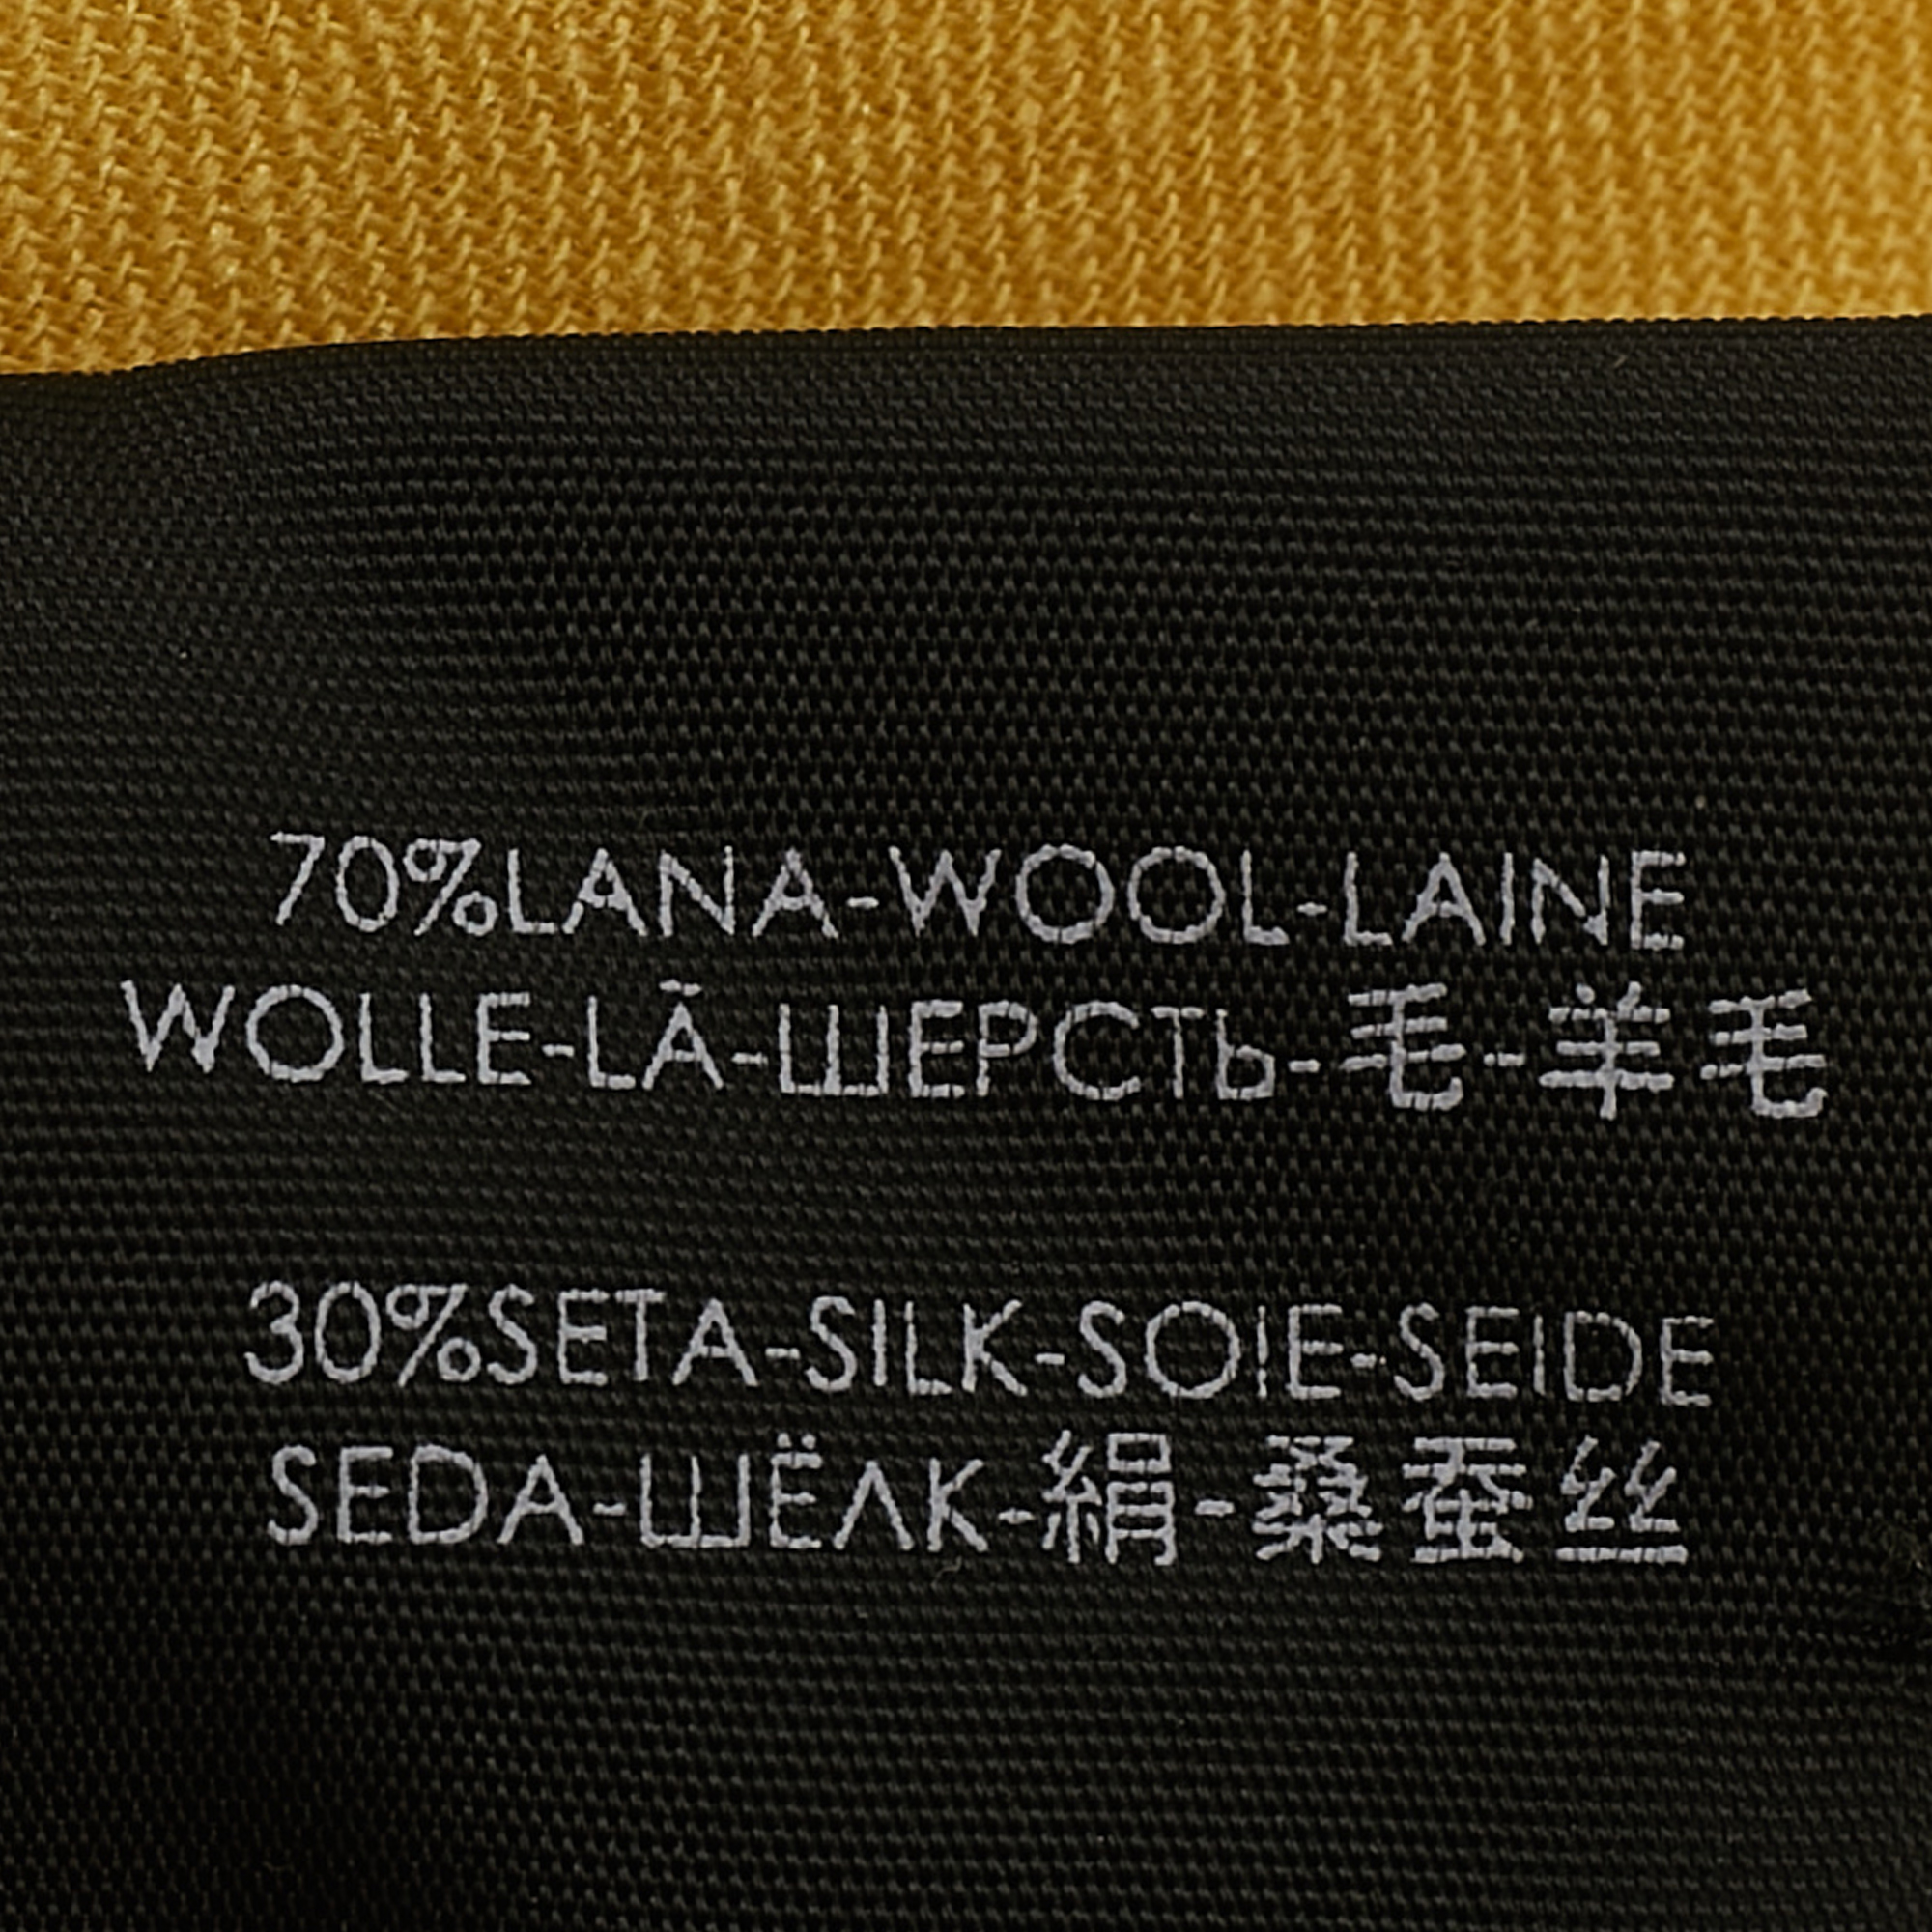 70%LANA-WOOL-LAINE
WOLLE-LÃ-ШЕРСТЬ-毛-羊毛
30%SETA-SILK-SOIE-SEIDE
SEDA-ШЁЛК-絹-桑蚕丝